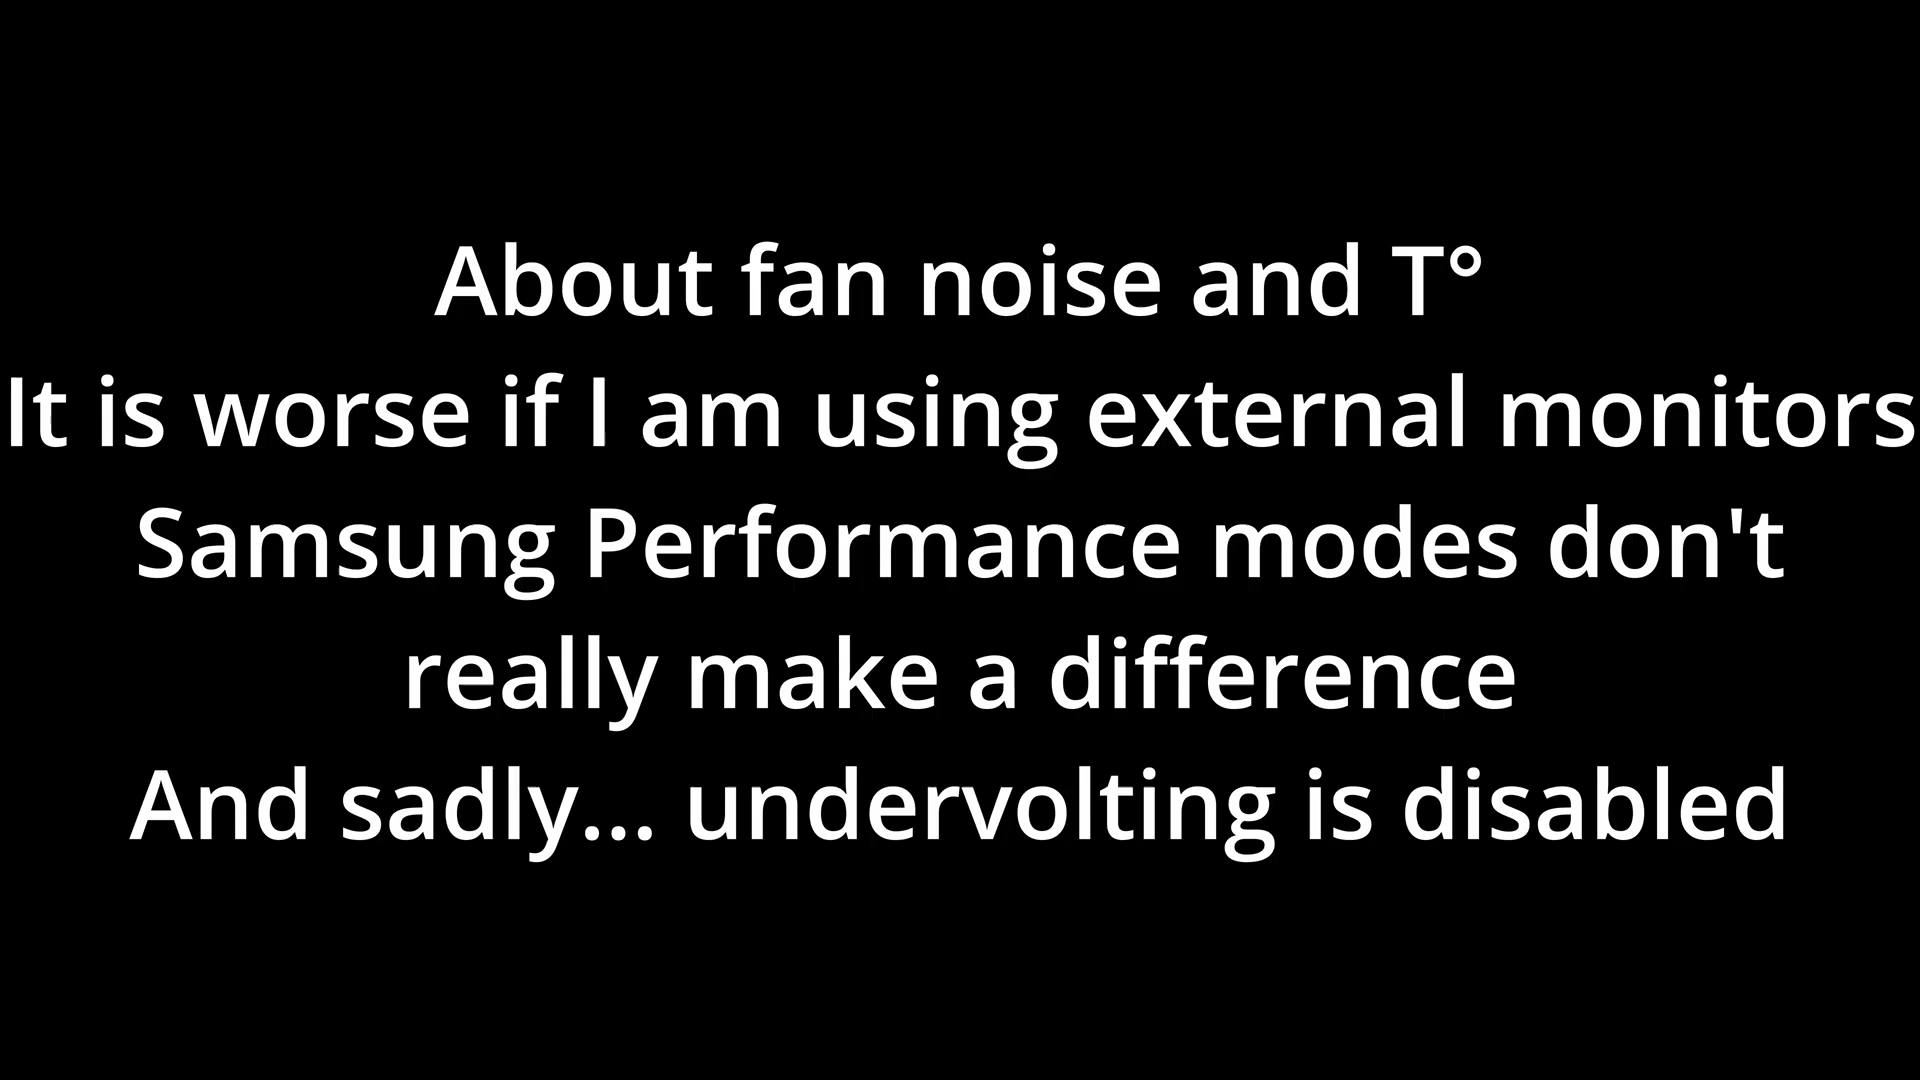 About fan noise and T°
It is worse if I am using external monitors
Samsung Performance modes don't
really make a difference
And sadly... undervolting is disabled